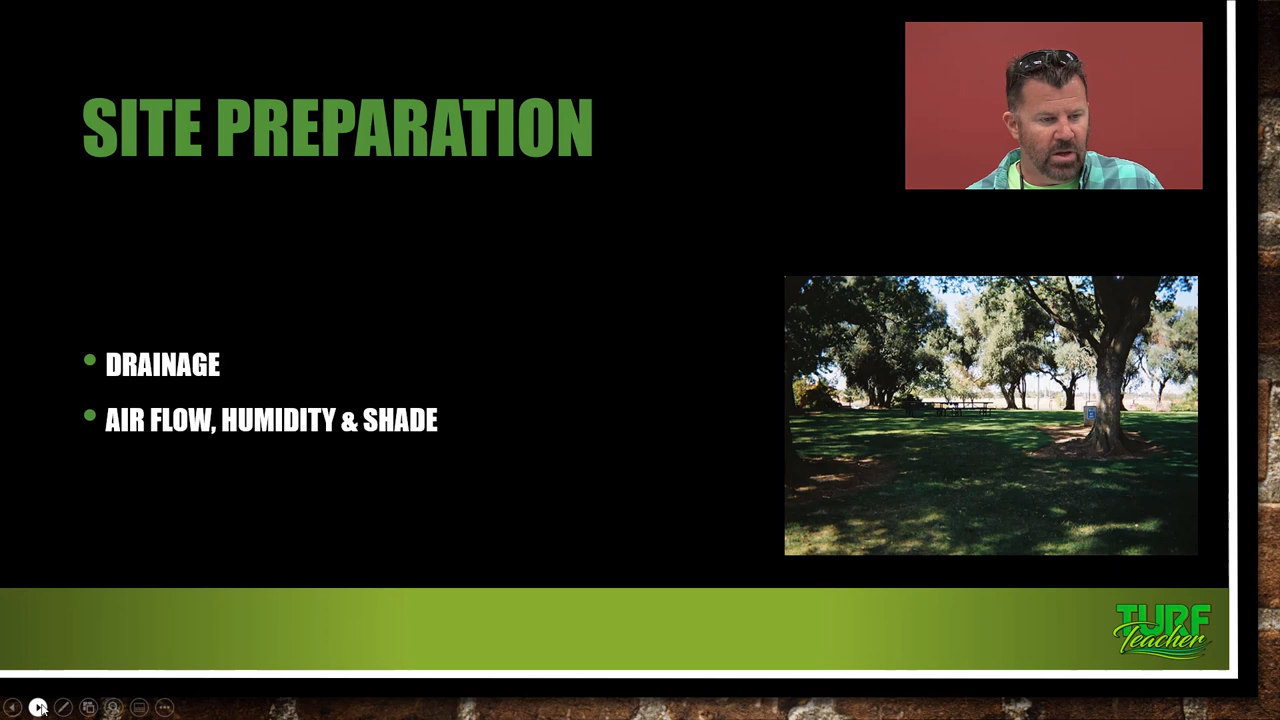 SITE PREPARATION
DRAINAGE
AIR FLOW, HUMIDITY & SHADE
TURF
Teacher